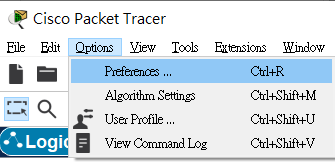 Cisco Packet Tracer
File Edit Options View Tools Extensions Window
Preferences ... Ctrl+R
Algorithm Settings Ctrl+Shift+M
User Profile ... Ctrl+Shift+U
View Command Log Ctrl+Shift+V